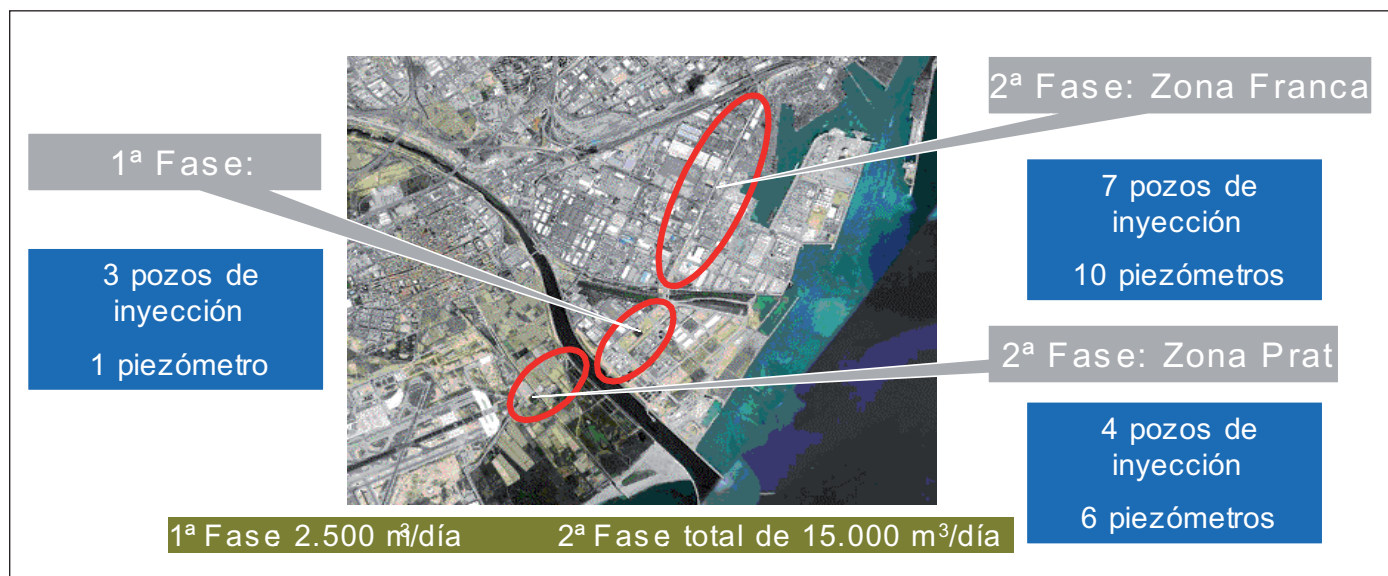 2ª Fase: Zona Franca
1ª Fase:
7 pozos de
inyección
10 piezómetros
3 pozos de
inyección
1 piezómetro
2ª Fase: Zona Prat
4 pozos de
inyección
6 piezómetros
1ª Fase 2.500 m³/día 2ª Fase total de 15.000 m³/día